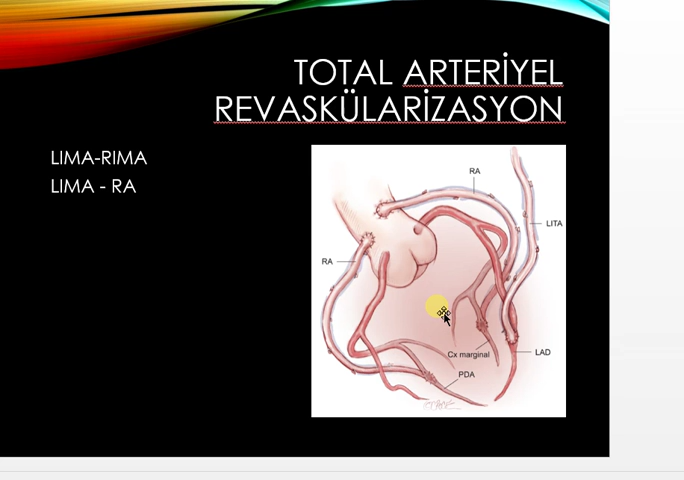 TOTAL ARTERİYEL
REVASKÜLARİZASYON
LIMA-RIMA
LIMA - RA
RA
LITA
RA
Cx marginal
LAD
PDA